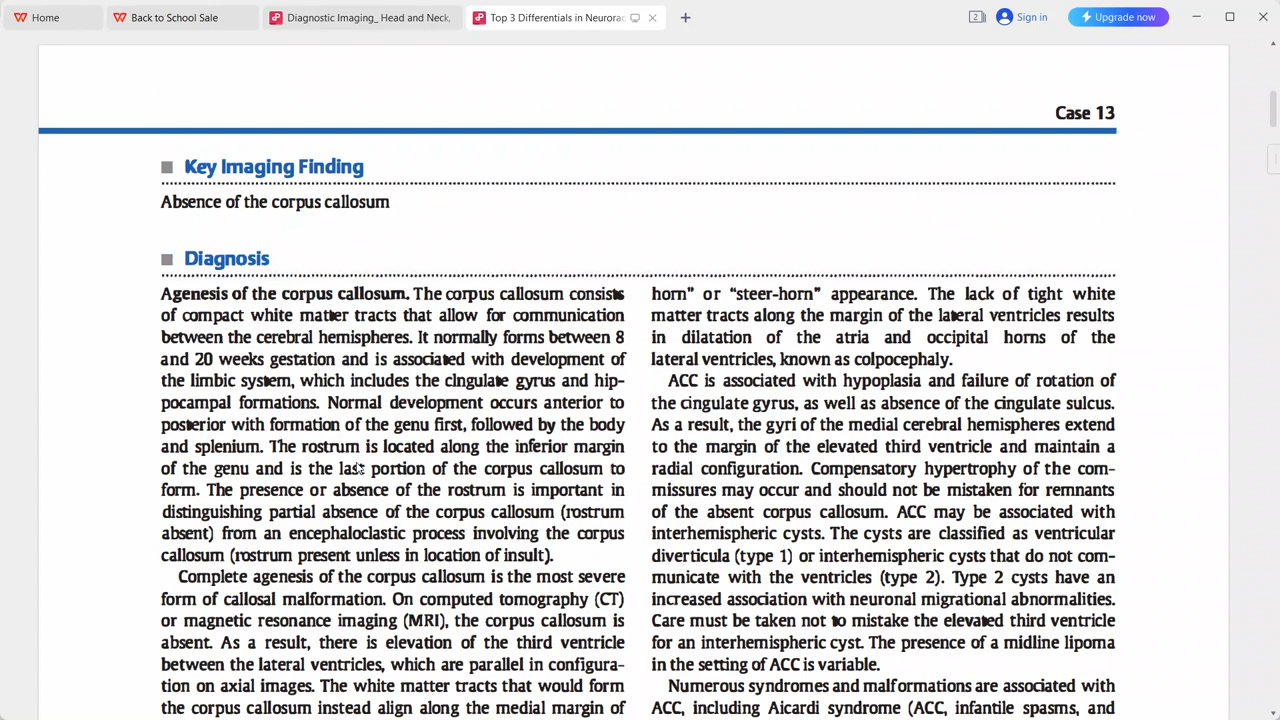 Home
Back to School Sale
Diagnostic Imaging_ Head and Neck,
Top 3 Differentials in Neurorac
2
Sign in
Upgrade now
Case 13
Key Imaging Finding
Absence of the corpus callosum
Diagnosis
Agenesis of the corpus callosum. The corpus callosum consists
of compact white matter tracts that allow for communication
between the cerebral hemispheres. It normally forms between 8
and 20 weeks gestation and is associated with development of
the limbic system, which includes the cingulate gyrus and hip-
pocampal formations. Normal development occurs anterior to
posterior with formation of the genu first, followed by the body
and splenium. The rostrum is located along the inferior margin
of the genu and is the last portion of the corpus callosum to
form. The presence or absence of the rostrum is important in
distinguishing partial absence of the corpus callosum (rostrum
absent) from an encephaloclastic process involving the corpus
callosum (rostrum present unless in location of insult).
Complete agenesis of the corpus callosum is the most severe
form of callosal malformation. On computed tomography (CT)
or magnetic resonance imaging (MRI), the corpus callosum is
absent. As a result, there is elevation of the third ventricle
between the lateral ventricles, which are parallel in configura-
tion on axial images. The white matter tracts that would form
the corpus callosum instead align along the medial margin of
horn” or “steer-horn” appearance. The lack of tight white
matter tracts along the margin of the lateral ventricles results
in dilatation of the atria and occipital horns of the
lateral ventricles, known as colpocephaly.
ACC is associated with hypoplasia and failure of rotation of
the cingulate gyrus, as well as absence of the cingulate sulcus.
As a result, the gyri of the medial cerebral hemispheres extend
to the margin of the elevated third ventricle and maintain a
radial configuration. Compensatory hypertrophy of the com-
missures may occur and should not be mistaken for remnants
of the absent corpus callosum. ACC may be associated with
interhemispheric cysts. The cysts are classified as ventricular
diverticula (type 1) or interhemispheric cysts that do not com-
municate with the ventricles (type 2). Type 2 cysts have an
increased association with neuronal migrational abnormalities.
Care must be taken not to mistake the elevated third ventricle
for an interhemispheric cyst. The presence of a midline lipoma
in the setting of ACC is variable.
Numerous syndromes and malformations are associated with
ACC, including Aicardi syndrome (ACC, infantile spasms, and